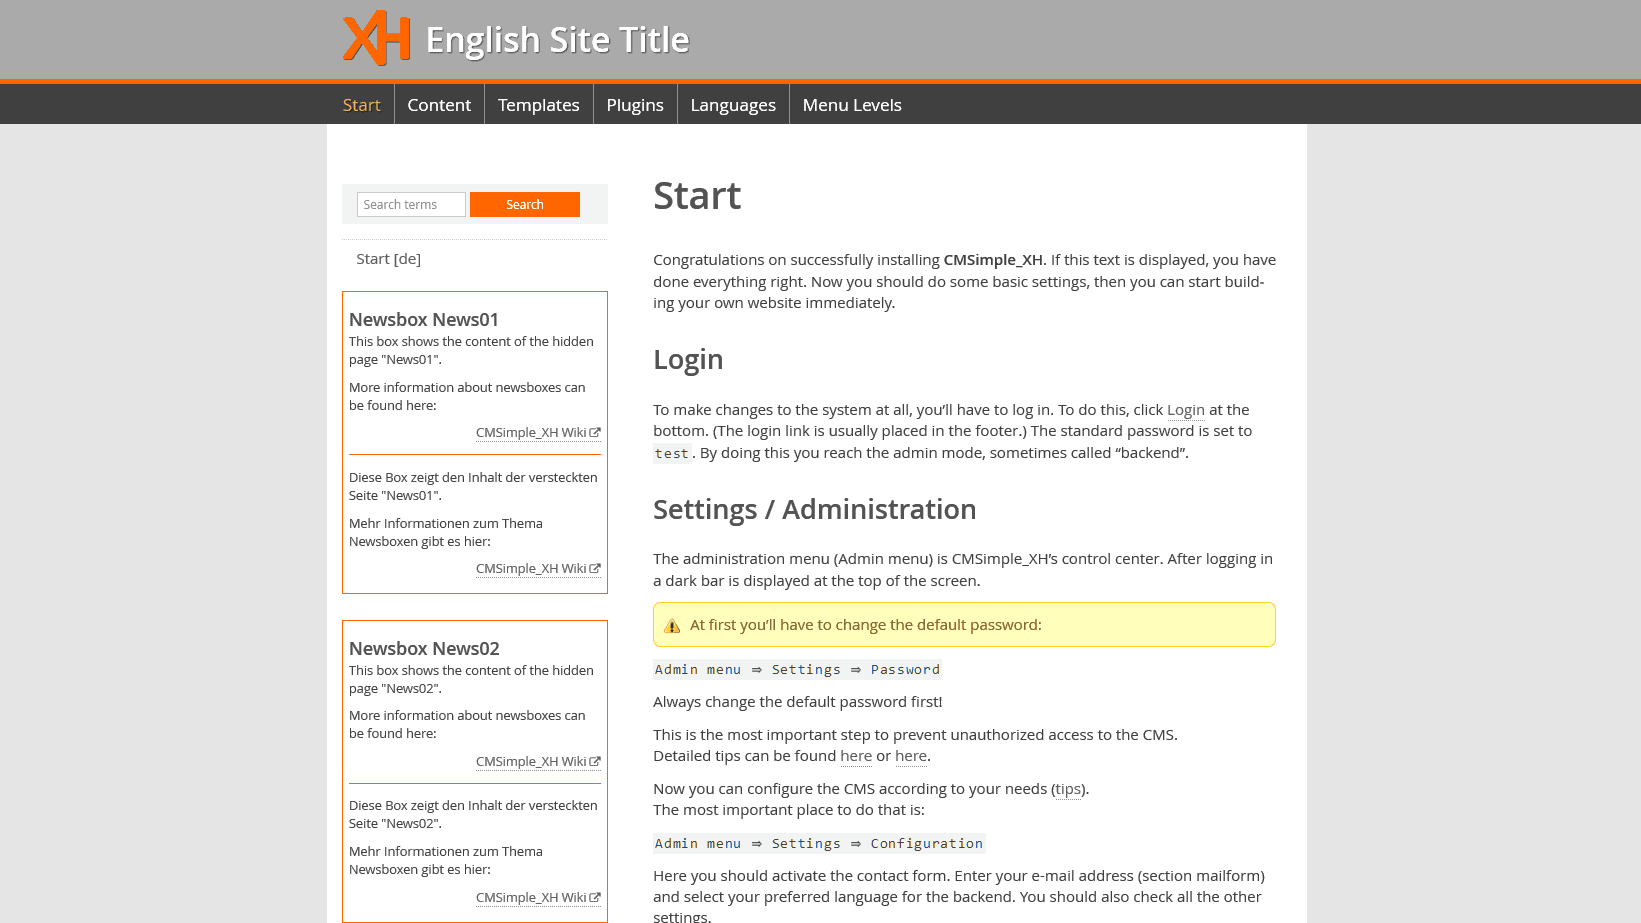 XH English Site Title
Start Content Templates Plugins Languages Menu Levels
Search terms Search
Start [de]
Newsbox News01
This box shows the content of the hidden
page "News01".
More information about newsboxes can
be found here:
CMSimple_XH Wiki
Diese Box zeigt den Inhalt der versteckten
Seite "News01".
Mehr Informationen zum Thema
Newsboxen gibt es hier:
CMSimple_XH Wiki
Newsbox News02
This box shows the content of the hidden
page "News02".
More information about newsboxes can
be found here:
CMSimple_XH Wiki
Diese Box zeigt den Inhalt der versteckten
Seite "News02".
Mehr Informationen zum Thema
Newsboxen gibt es hier:
CMSimple_XH Wiki
Start
Congratulations on successfully installing CMSimple_XH. If this text is displayed, you have
done everything right. Now you should do some basic settings, then you can start build-
ing your own website immediately.
Login
To make changes to the system at all, you’ll have to log in. To do this, click Login at the
bottom. (The login link is usually placed in the footer.) The standard password is set to
test. By doing this you reach the admin mode, sometimes called “backend”.
Settings / Administration
The administration menu (Admin menu) is CMSimple_XH’s control center. After logging in
a dark bar is displayed at the top of the screen.
At first you’ll have to change the default password:
Admin menu ⇒ Settings ⇒ Password
Always change the default password first!
This is the most important step to prevent unauthorized access to the CMS.
Detailed tips can be found here or here.
Now you can configure the CMS according to your needs (tips).
The most important place to do that is:
Admin menu ⇒ Settings ⇒ Configuration
Here you should activate the contact form. Enter your e-mail address (section mailform)
and select your preferred language for the backend. You should also check all the other
settings.